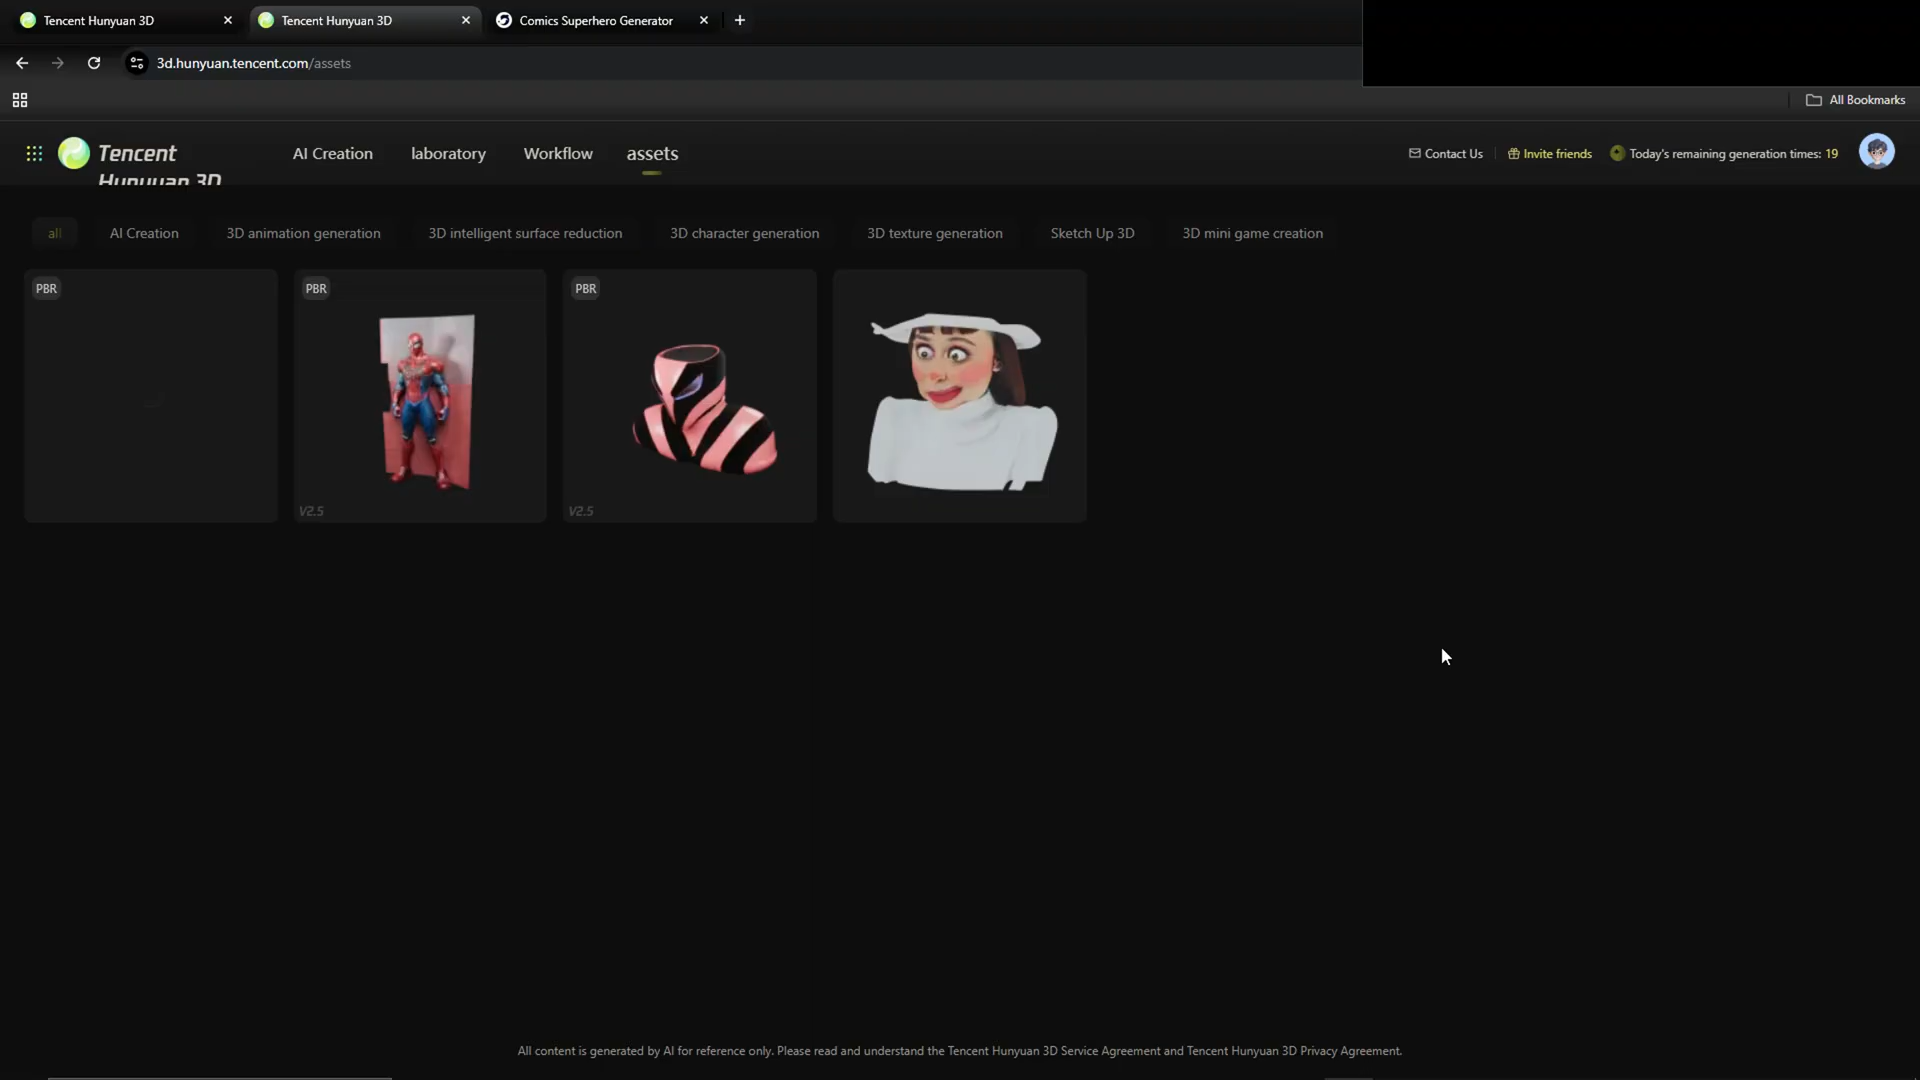 Tencent Hunyuan 3D
Tencent Hunyuan 3D
Comics Superhero Generator
3d.hunyuan.tencent.com/assets
All Bookmarks
Tencent
Hunyuan 3D
AI Creation
laboratory
Workflow
assets
Contact Us
Invite friends
Today's remaining generation times: 19
all
AI Creation
3D animation generation
3D intelligent surface reduction
3D character generation
3D texture generation
Sketch Up 3D
3D mini game creation
PBR
PBR
PBR
V2.5
V2.5
All content is generated by AI for reference only. Please read and understand the Tencent Hunyuan 3D Service Agreement and Tencent Hunyuan 3D Privacy Agreement.